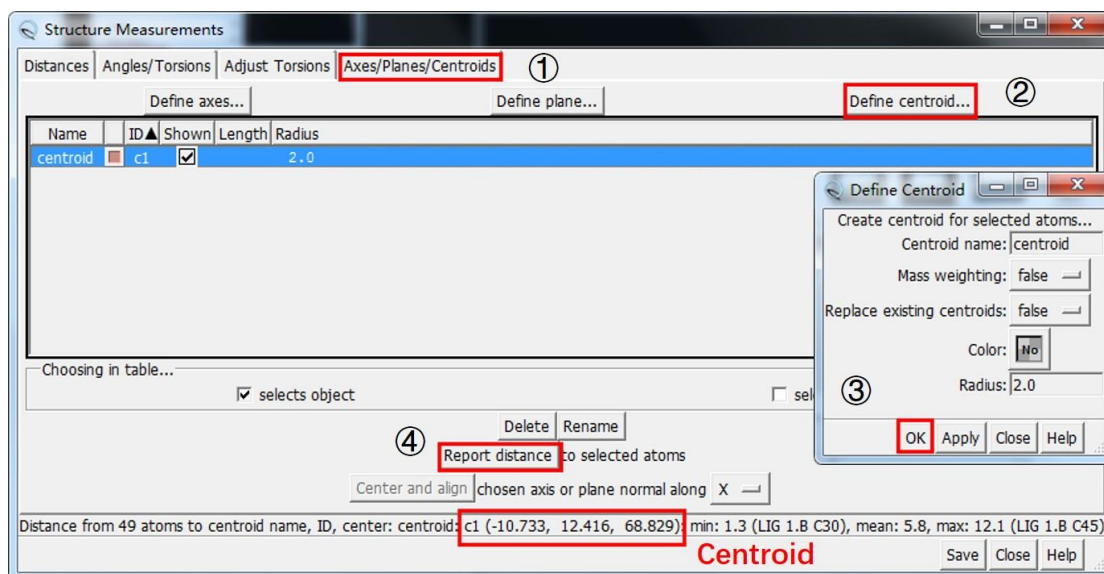 Structure Measurements
Distances Angles/Torsions Adjust Torsions Axes/Planes/Centroids ①
Define axes... Define plane... Define centroid... ②
Name ID▲ Shown Length Radius
centroid c1 2.0
Define Centroid
Create centroid for selected atoms...
Centroid name: centroid
Mass weighting: false
Replace existing centroids: false
Color: No
③ Radius: 2.0
OK Apply Close Help
Choosing in table...
selects object
Delete Rename
④ Report distance to selected atoms
Center and align chosen axis or plane normal along X
Distance from 49 atoms to centroid name, ID, center: centroid: c1 (-10.733, 12.416, 68.829): min: 1.3 (LIG 1.B C30), mean: 5.8, max: 12.1 (LIG 1.B C45)
Centroid
Save Close Help